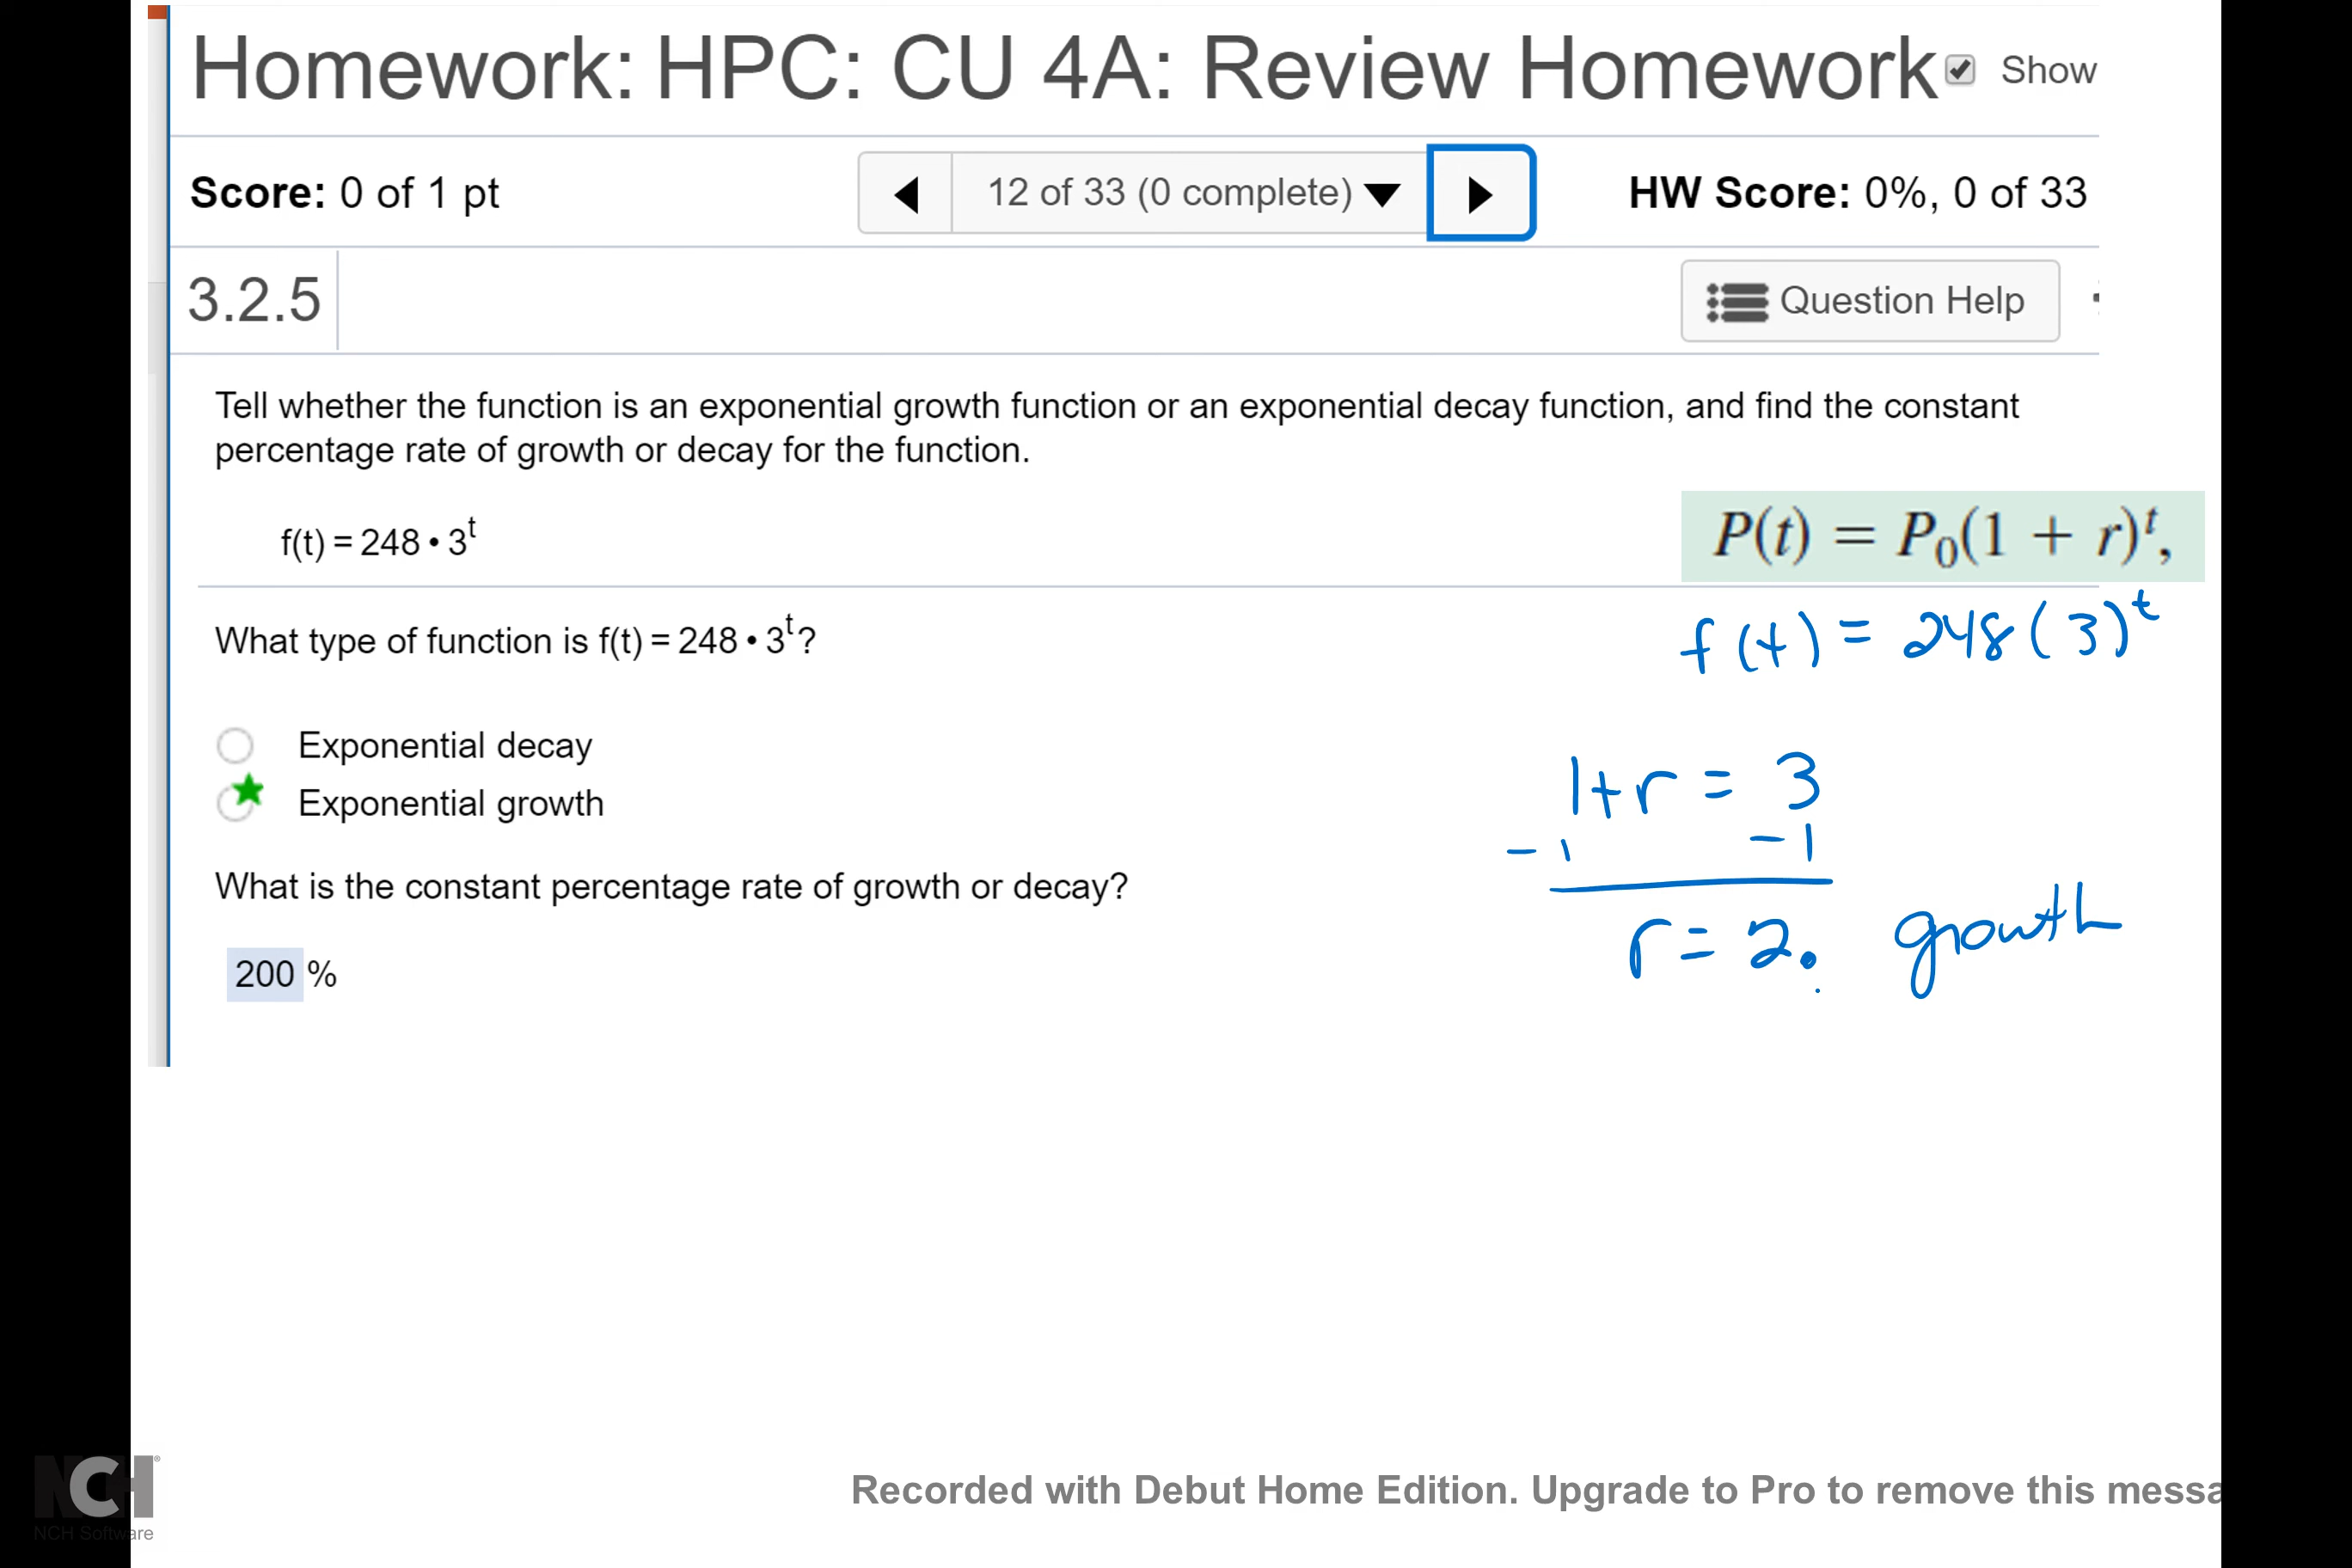 Homework: HPC: CU 4A: Review Homework Show
Score: 0 of 1 pt 12 of 33 (0 complete) HW Score: 0%, 0 of 33
3.2.5 Question Help
Tell whether the function is an exponential growth function or an exponential decay function, and find the constant
percentage rate of growth or decay for the function.
f(t) = 248 • 3^t
P(t) = P₀(1 + r)^t,
f(t) = 248(3)^t
What type of function is f(t) = 248 • 3^t?
Exponential decay
Exponential growth
1+r = 3
-1 -1
What is the constant percentage rate of growth or decay?
r = 2. growth
200 %
NCH®
NCH Software
Recorded with Debut Home Edition. Upgrade to Pro to remove this messa